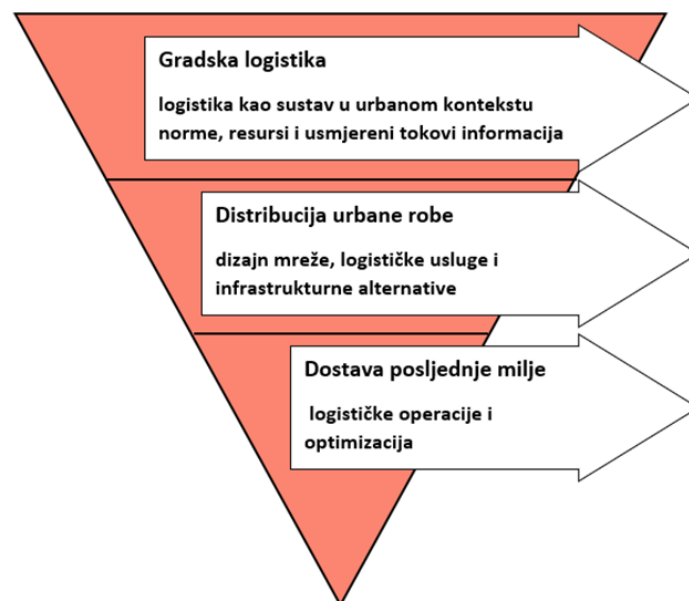 Gradska logistika
logistika kao sustav u urbanom kontekstu
norme, resursi i usmjereni tokovi informacija
Distribucija urbane robe
dizajn mreže, logističke usluge i
infrastrukturne alternative
Dostava posljednje milje
logističke operacije i
optimizacija